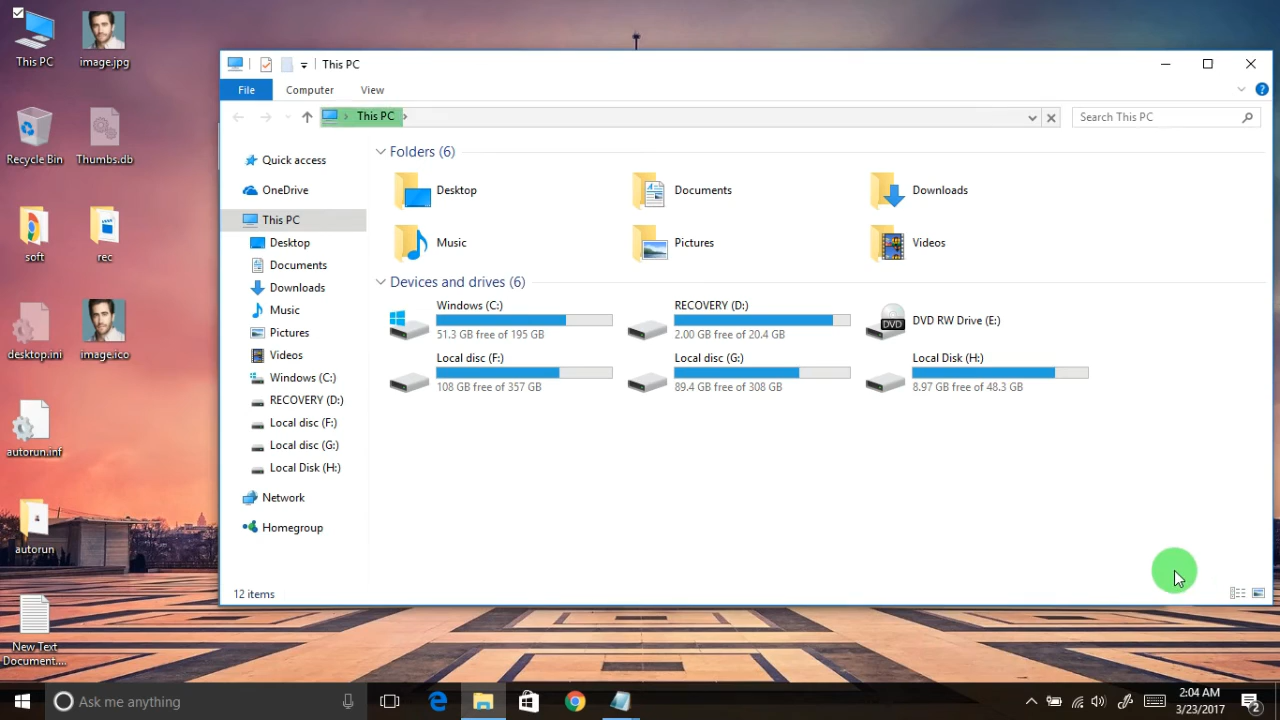 This PC
image.jpg
Recycle Bin
Thumbs.db
soft
rec
desktop.ini
image.ico
autorun.inf
autorun
New Text
Document....
This PC
File
Computer
View
This PC
Search This PC
Quick access
OneDrive
This PC
Desktop
Documents
Downloads
Music
Pictures
Videos
Windows (C:)
RECOVERY (D:)
Local disc (F:)
Local disc (G:)
Local Disk (H:)
Network
Homegroup
Folders (6)
Desktop
Documents
Downloads
Music
Pictures
Videos
Devices and drives (6)
Windows (C:)
51.3 GB free of 195 GB
RECOVERY (D:)
2.00 GB free of 20.4 GB
DVD
DVD RW Drive (E:)
Local disc (F:)
108 GB free of 357 GB
Local disc (G:)
89.4 GB free of 308 GB
Local Disk (H:)
8.97 GB free of 48.3 GB
12 items
Ask me anything
2:04 AM
3/23/2017
2